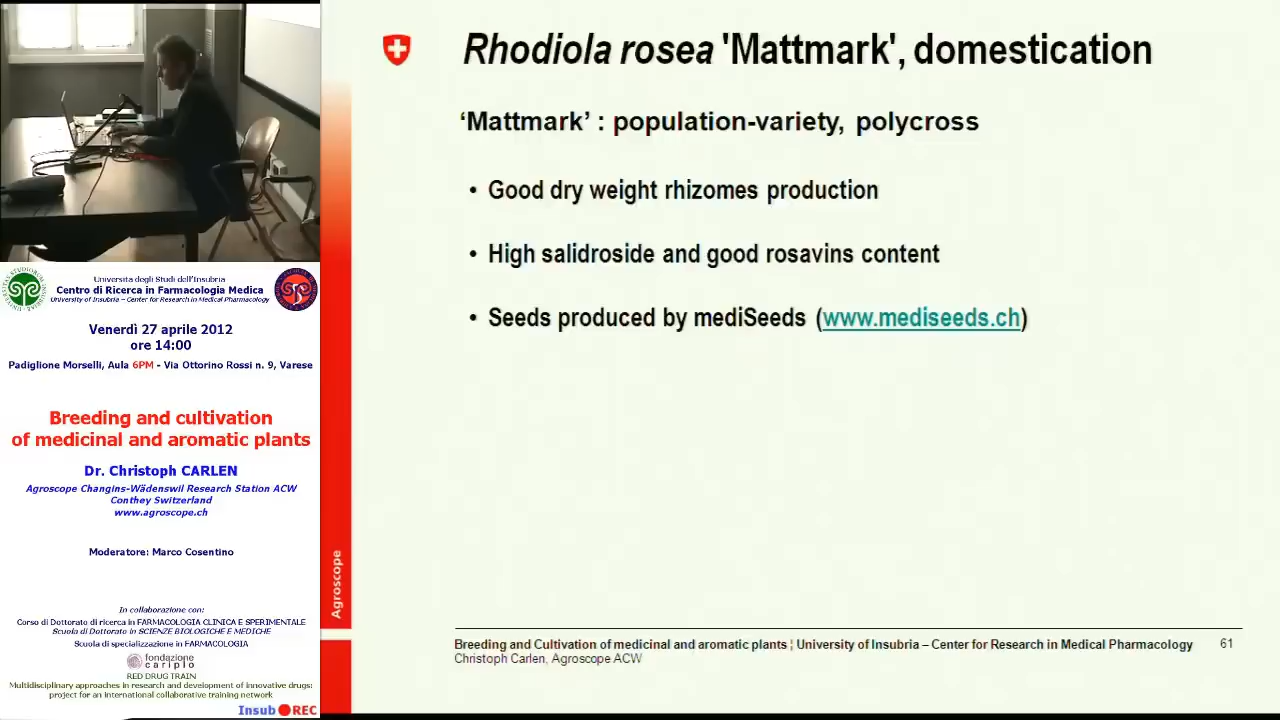 Rhodiola rosea 'Mattmark', domestication
‘Mattmark’ : population-variety, polycross
• Good dry weight rhizomes production
• High salidroside and good rosavins content
• Seeds produced by mediSeeds (www.mediseeds.ch)
Agroscope
Breeding and Cultivation of medicinal and aromatic plants ¦ University of Insubria – Center for Research in Medical Pharmacology
Christoph Carlen, Agroscope ACW
61
Università degli Studi dell'Insubria
Centro di Ricerca in Farmacologia Medica
University of Insubria – Center for Research in Medical Pharmacology
Venerdì 27 aprile 2012
ore 14:00
Padiglione Morselli, Aula 6PM - Via Ottorino Rossi n. 9, Varese
Breeding and cultivation
of medicinal and aromatic plants
Dr. Christoph CARLEN
Agroscope Changins-Wädenswil Research Station ACW
Conthey Switzerland
www.agroscope.ch
Moderatore: Marco Cosentino
In collaborazione con:
Corso di Dottorato di ricerca in FARMACOLOGIA CLINICA E SPERIMENTALE
Scuola di Dottorato in SCIENZE BIOLOGICHE E MEDICHE
Scuola di specializzazione in FARMACOLOGIA
fondazione
cariplo
RED DRUG TRAIN
Multidisciplinary approaches in research and development of innovative drugs:
project for an international collaborative training network
Insub REC